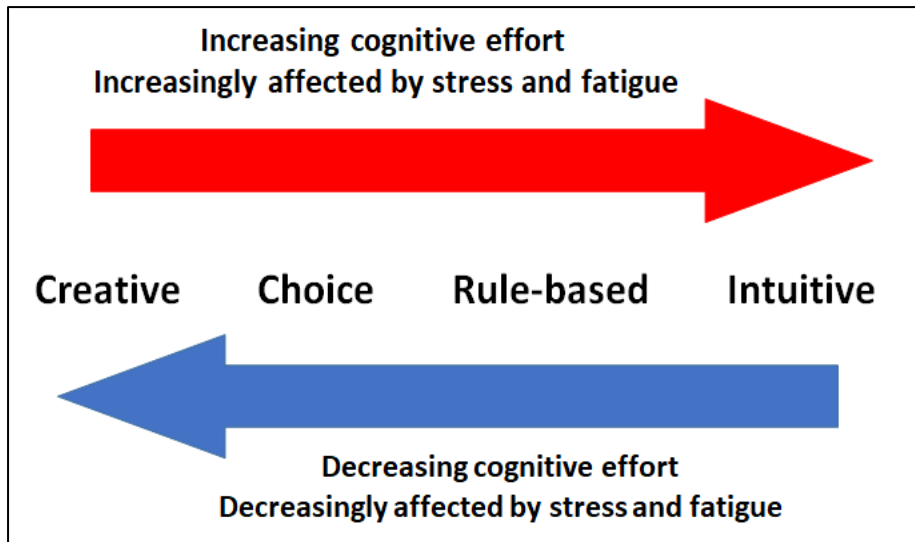 Increasing cognitive effort
Increasingly affected by stress and fatigue
Creative Choice Rule-based Intuitive
Decreasing cognitive effort
Decreasingly affected by stress and fatigue